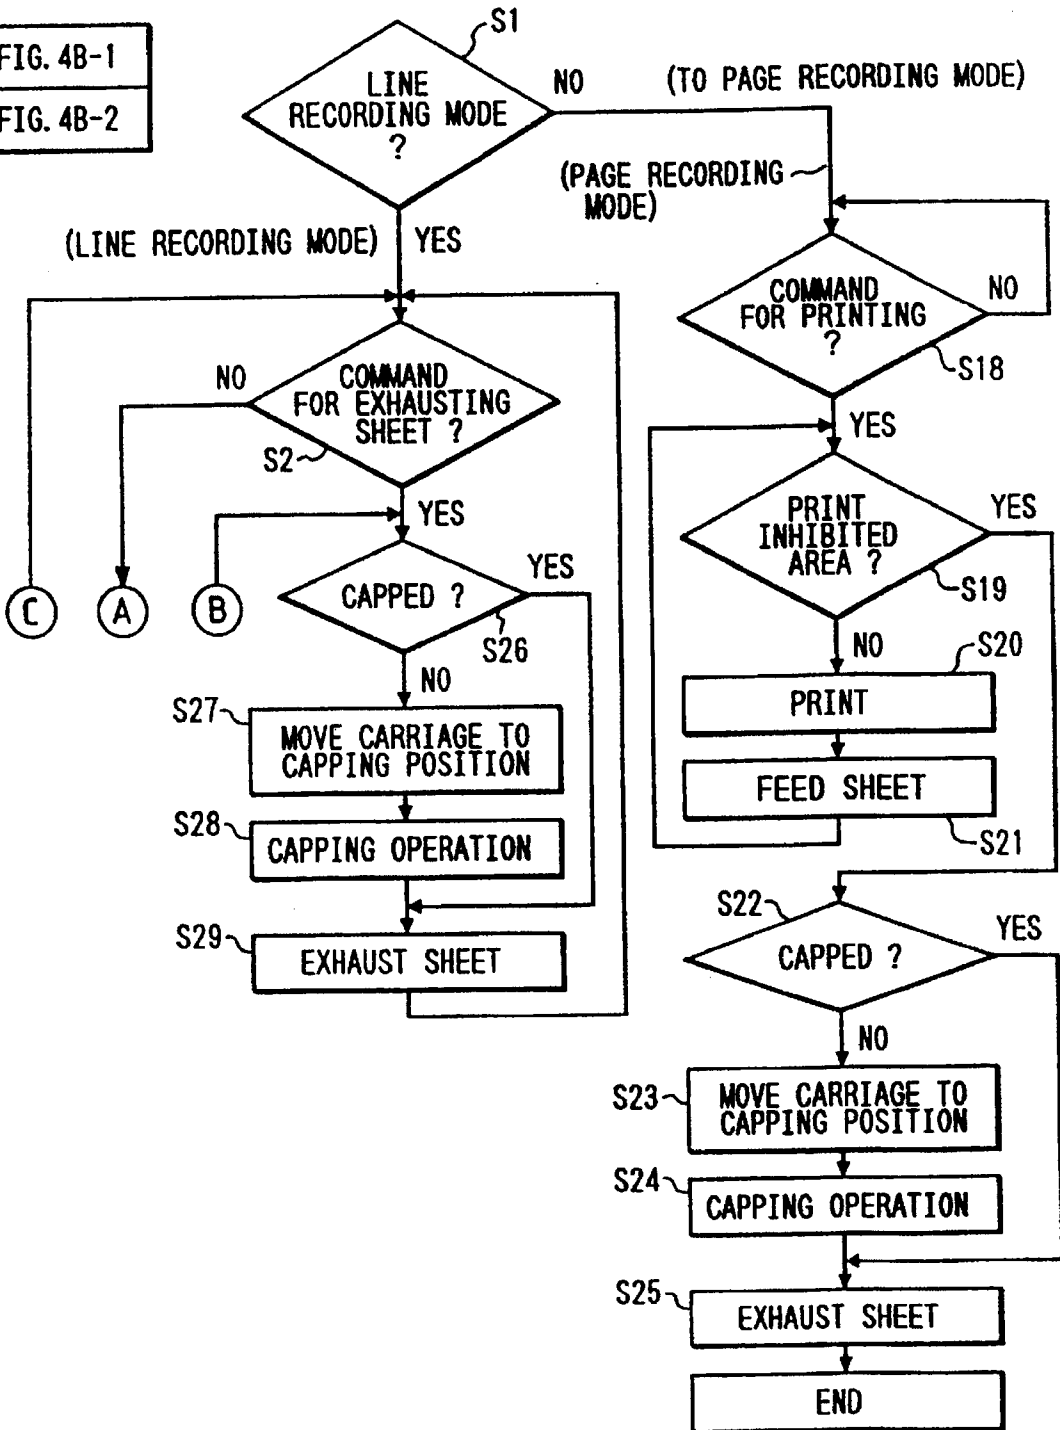 FIG. 4B-1
FIG. 4B-2
S1
LINE
RECORDING MODE
?
NO
(TO PAGE RECORDING MODE)
(PAGE RECORDING
MODE)
(LINE RECORDING MODE)
YES
COMMAND
FOR EXHAUSTING
SHEET ?
NO
S2
YES
C
A
B
CAPPED ?
YES
S26
NO
S27
MOVE CARRIAGE TO
CAPPING POSITION
S28
CAPPING OPERATION
S29
EXHAUST SHEET
COMMAND
FOR PRINTING
?
NO
S18
YES
PRINT
INHIBITED
AREA ?
YES
S19
NO
S20
PRINT
FEED SHEET
S21
S22
CAPPED ?
YES
NO
S23
MOVE CARRIAGE TO
CAPPING POSITION
S24
CAPPING OPERATION
S25
EXHAUST SHEET
END